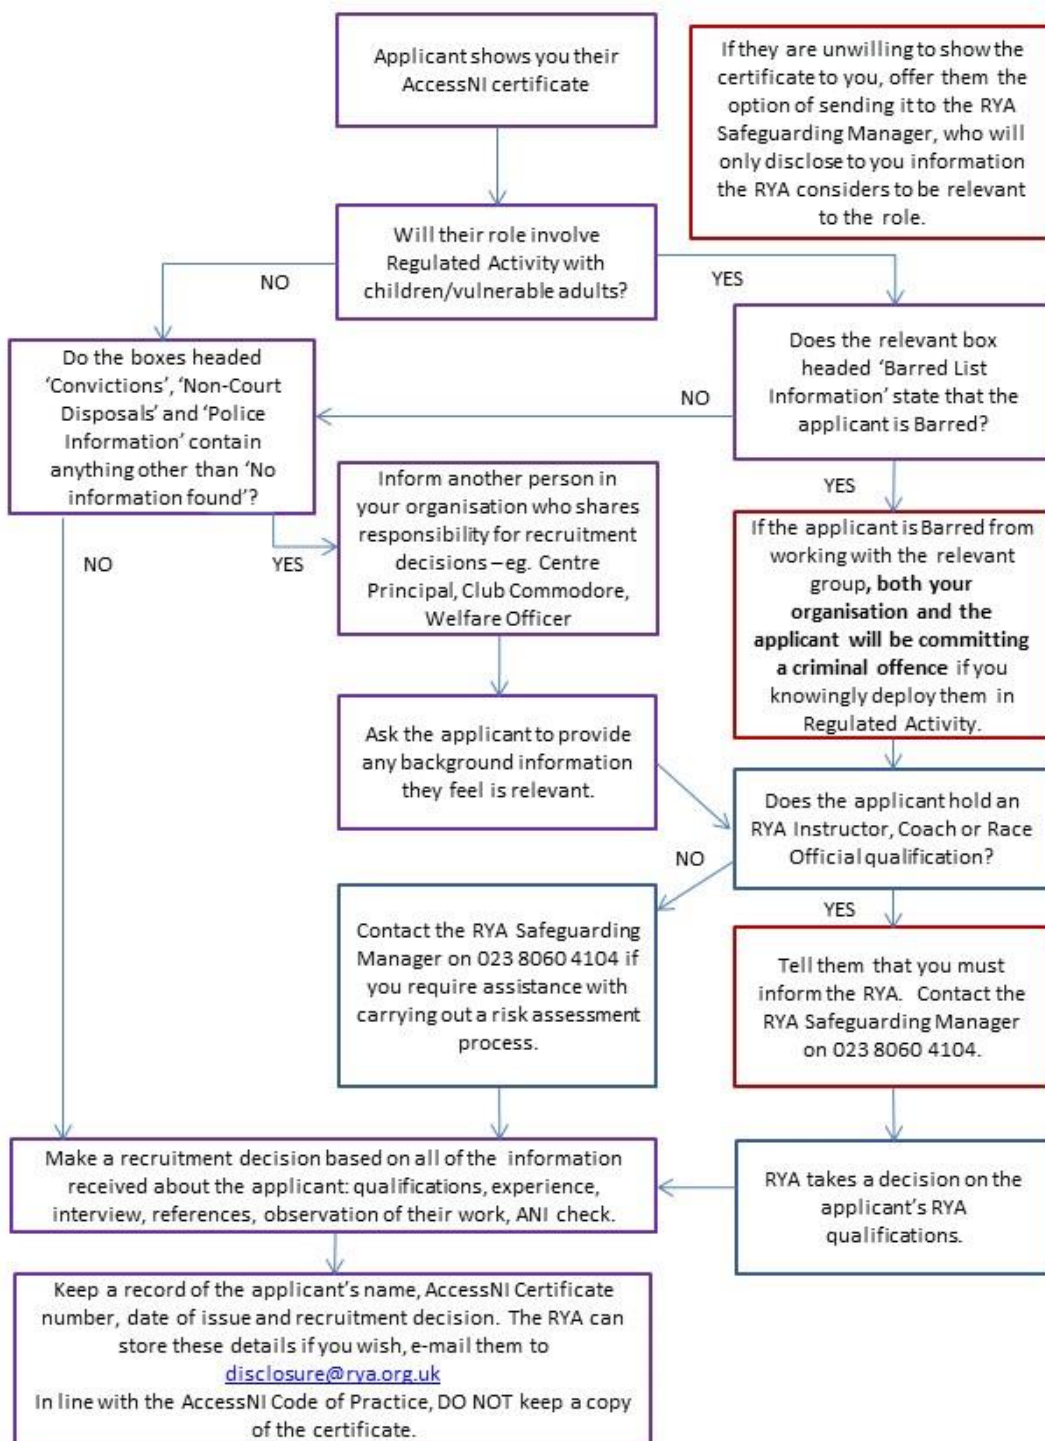 Applicant shows you their
AccessNI certificate
If they are unwilling to show the
certificate to you, offer them the
option of sending it to the RYA
Safeguarding Manager, who will
only disclose to you information
the RYA considers to be relevant
to the role.
Will their role involve
Regulated Activity with
children/vulnerable adults?
NO
YES
Do the boxes headed
‘Convictions’, ‘Non-Court
Disposals’ and ‘Police
Information’ contain
anything other than ‘No
information found’?
Does the relevant box
headed ‘Barred List
Information’ state that the
applicant is Barred?
NO
YES
NO
YES
Inform another person in
your organisation who shares
responsibility for recruitment
decisions – eg. Centre
Principal, Club Commodore,
Welfare Officer
If the applicant is Barred from
working with the relevant
group, both your
organisation and the
applicant will be committing
a criminal offence if you
knowingly deploy them in
Regulated Activity.
Ask the applicant to provide
any background information
they feel is relevant.
Does the applicant hold an
RYA Instructor, Coach or Race
Official qualification?
NO
YES
Contact the RYA Safeguarding
Manager on 023 8060 4104 if
you require assistance with
carrying out a risk assessment
process.
Tell them that you must
inform the RYA. Contact the
RYA Safeguarding Manager
on 023 8060 4104.
Make a recruitment decision based on all of the information
received about the applicant: qualifications, experience,
interview, references, observation of their work, ANI check.
RYA takes a decision on the
applicant’s RYA
qualifications.
Keep a record of the applicant’s name, AccessNI Certificate
number, date of issue and recruitment decision. The RYA can
store these details if you wish, e-mail them to
disclosure@rya.org.uk
In line with the AccessNI Code of Practice, DO NOT keep a copy
of the certificate.